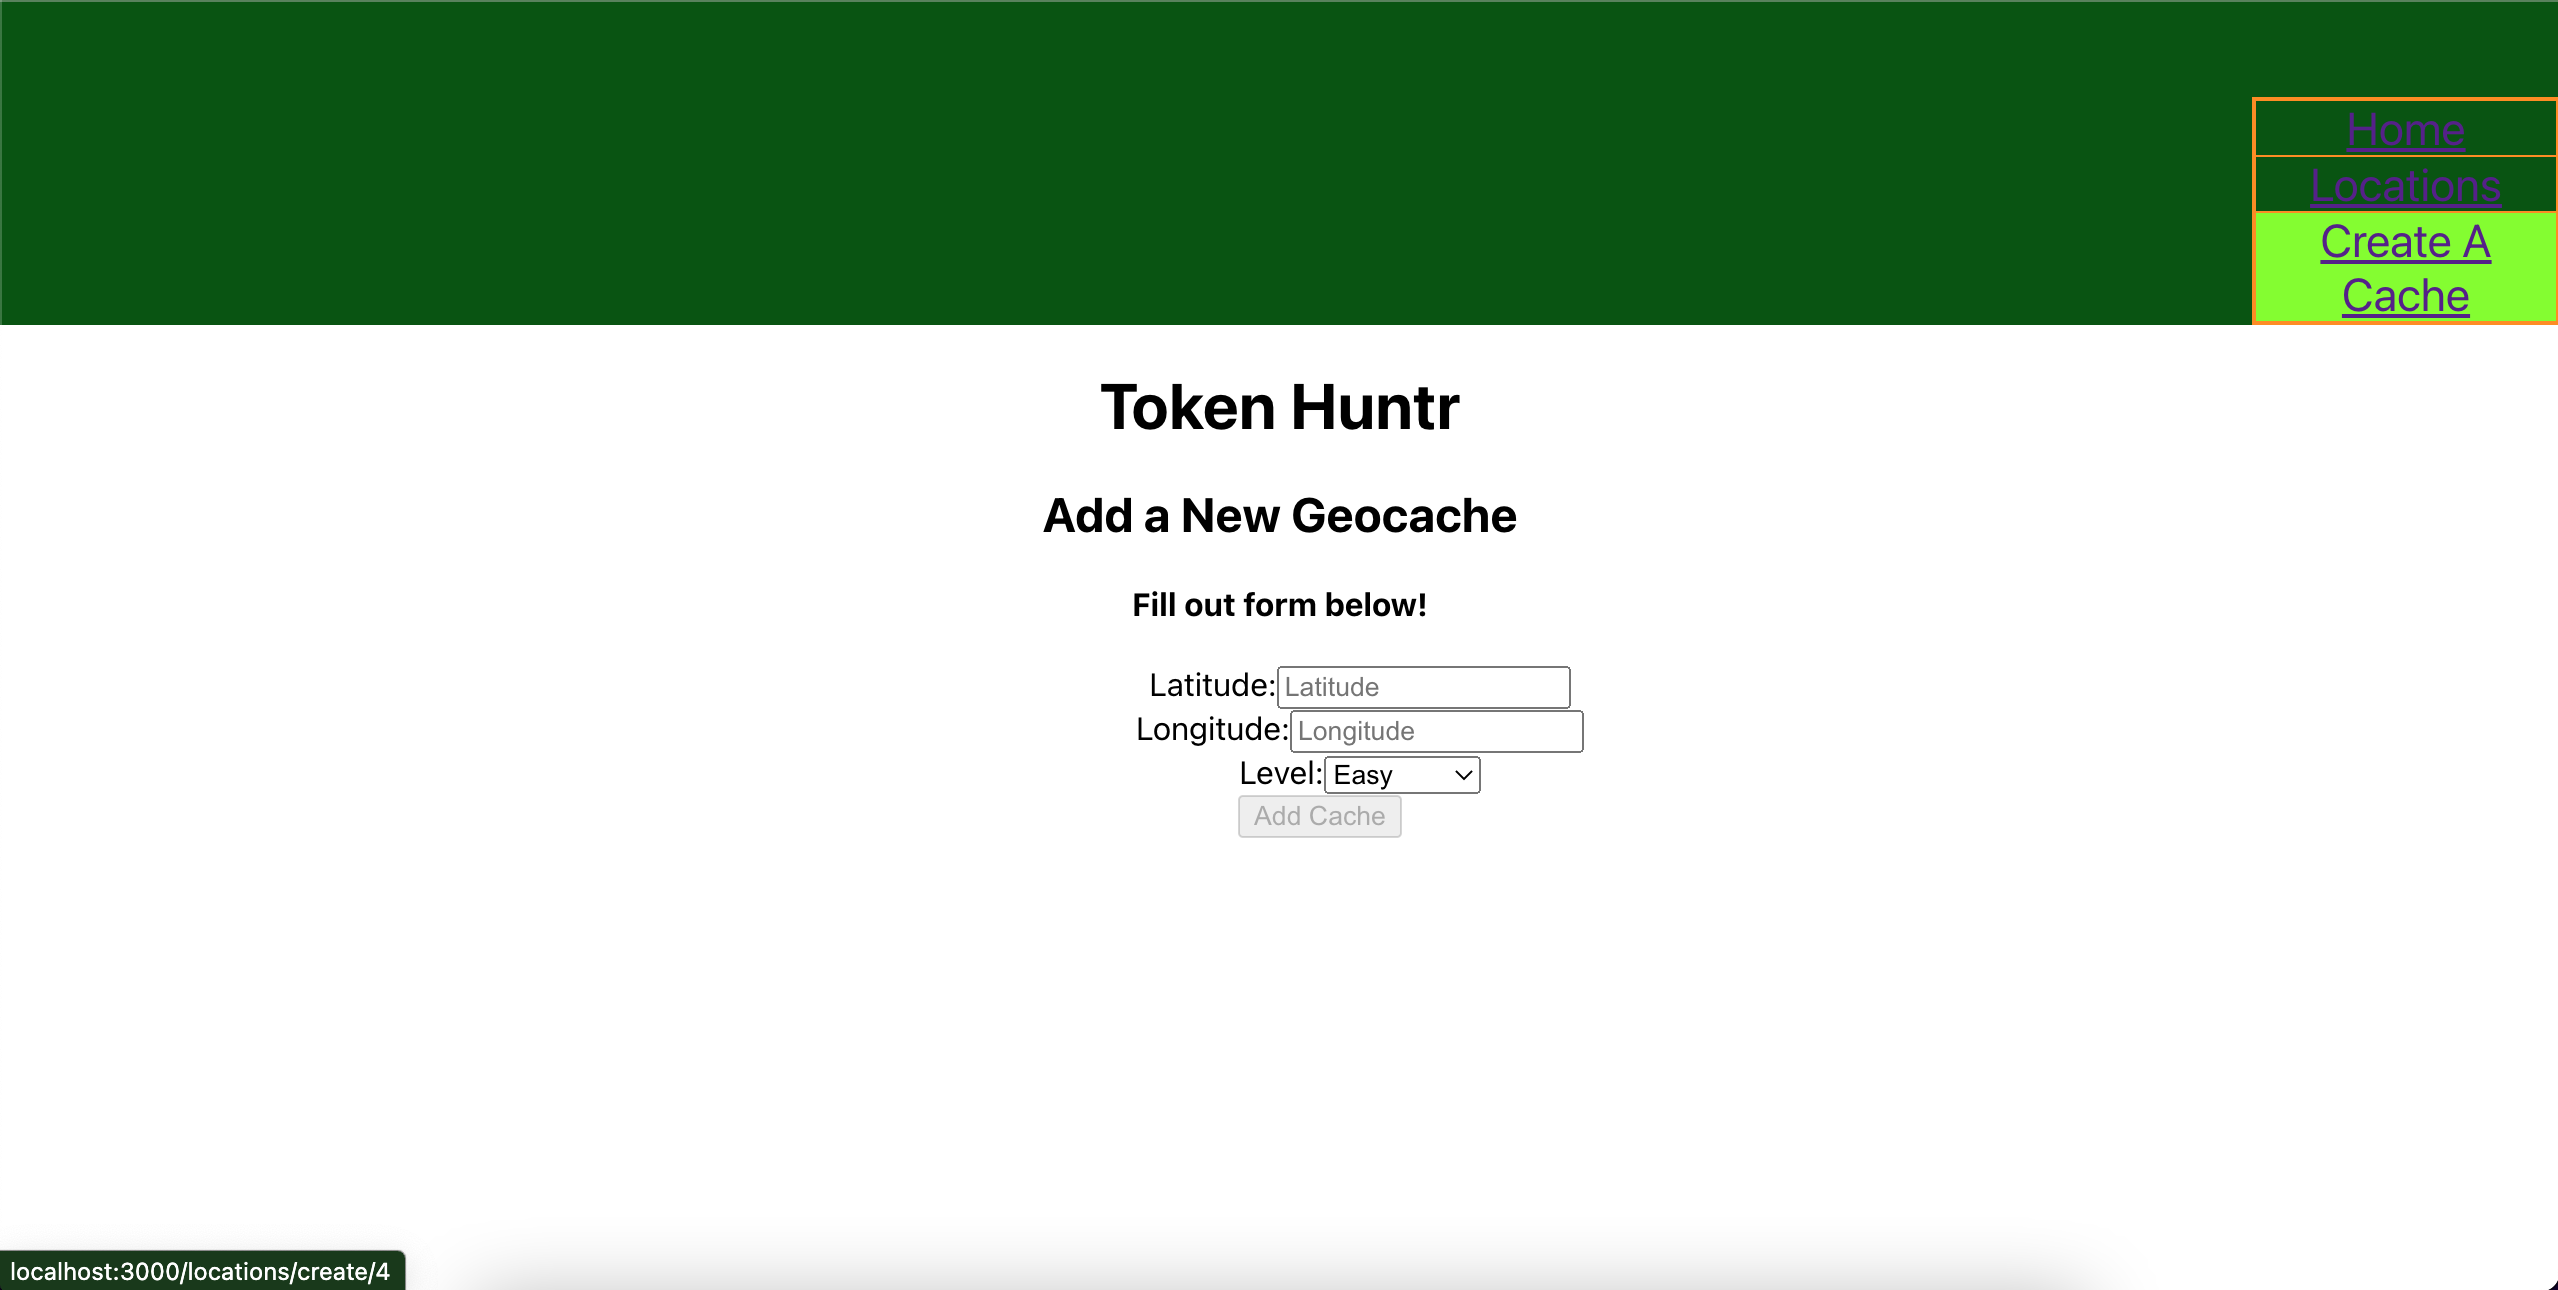 Home
Locations
Create A
Cache
Token Huntr
Add a New Geocache
Fill out form below!
Latitude: Latitude
Longitude: Longitude
Level: Easy
Add Cache
localhost:3000/locations/create/4